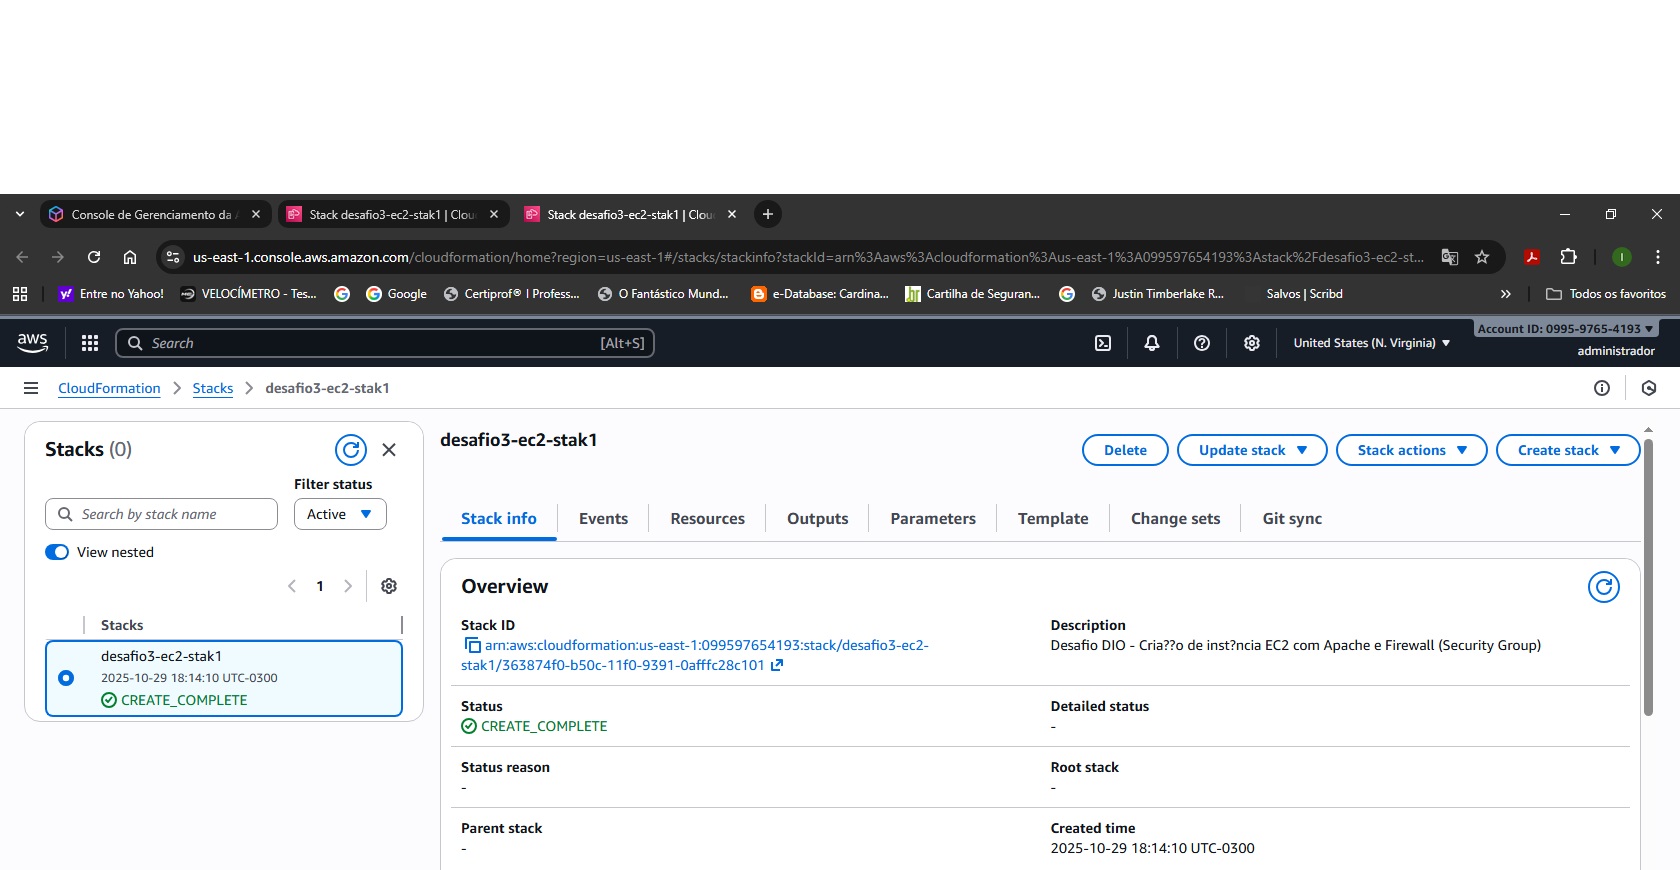 Console de Gerenciamento da
Stack desafio3-ec2-stak1 | Clou
Stack desafio3-ec2-stak1 | Clou
us-east-1.console.aws.amazon.com/cloudformation/home?region=us-east-1#/stacks/stackinfo?stackId=arn%3Aaws%3Acloudformation%3Aus-east-1%3A099597654193%3Astack%2Fdesafio3-ec2-st...
Entre no Yahoo!
VELOCÍMETRO - Tes...
Google
Certiprof® I Profess...
O Fantástico Mund...
e-Database: Cardina...
Cartilha de Seguran...
Justin Timberlake R...
Salvos | Scribd
Todos os favoritos
aws
Search
[Alt+S]
United States (N. Virginia)
Account ID: 0995-9765-4193
administrador
CloudFormation
Stacks
desafio3-ec2-stak1
Stacks (0)
Filter status
Search by stack name
Active
View nested
1
Stacks
desafio3-ec2-stak1
2025-10-29 18:14:10 UTC-0300
CREATE_COMPLETE
desafio3-ec2-stak1
Delete
Update stack
Stack actions
Create stack
Stack info
Events
Resources
Outputs
Parameters
Template
Change sets
Git sync
Overview
Stack ID
arn:aws:cloudformation:us-east-1:099597654193:stack/desafio3-ec2-
stak1/363874f0-b50c-11f0-9391-0afffc28c101
Description
Desafio DIO - Cria??o de inst?ncia EC2 com Apache e Firewall (Security Group)
Status
CREATE_COMPLETE
Detailed status
-
Status reason
-
Root stack
-
Parent stack
-
Created time
2025-10-29 18:14:10 UTC-0300